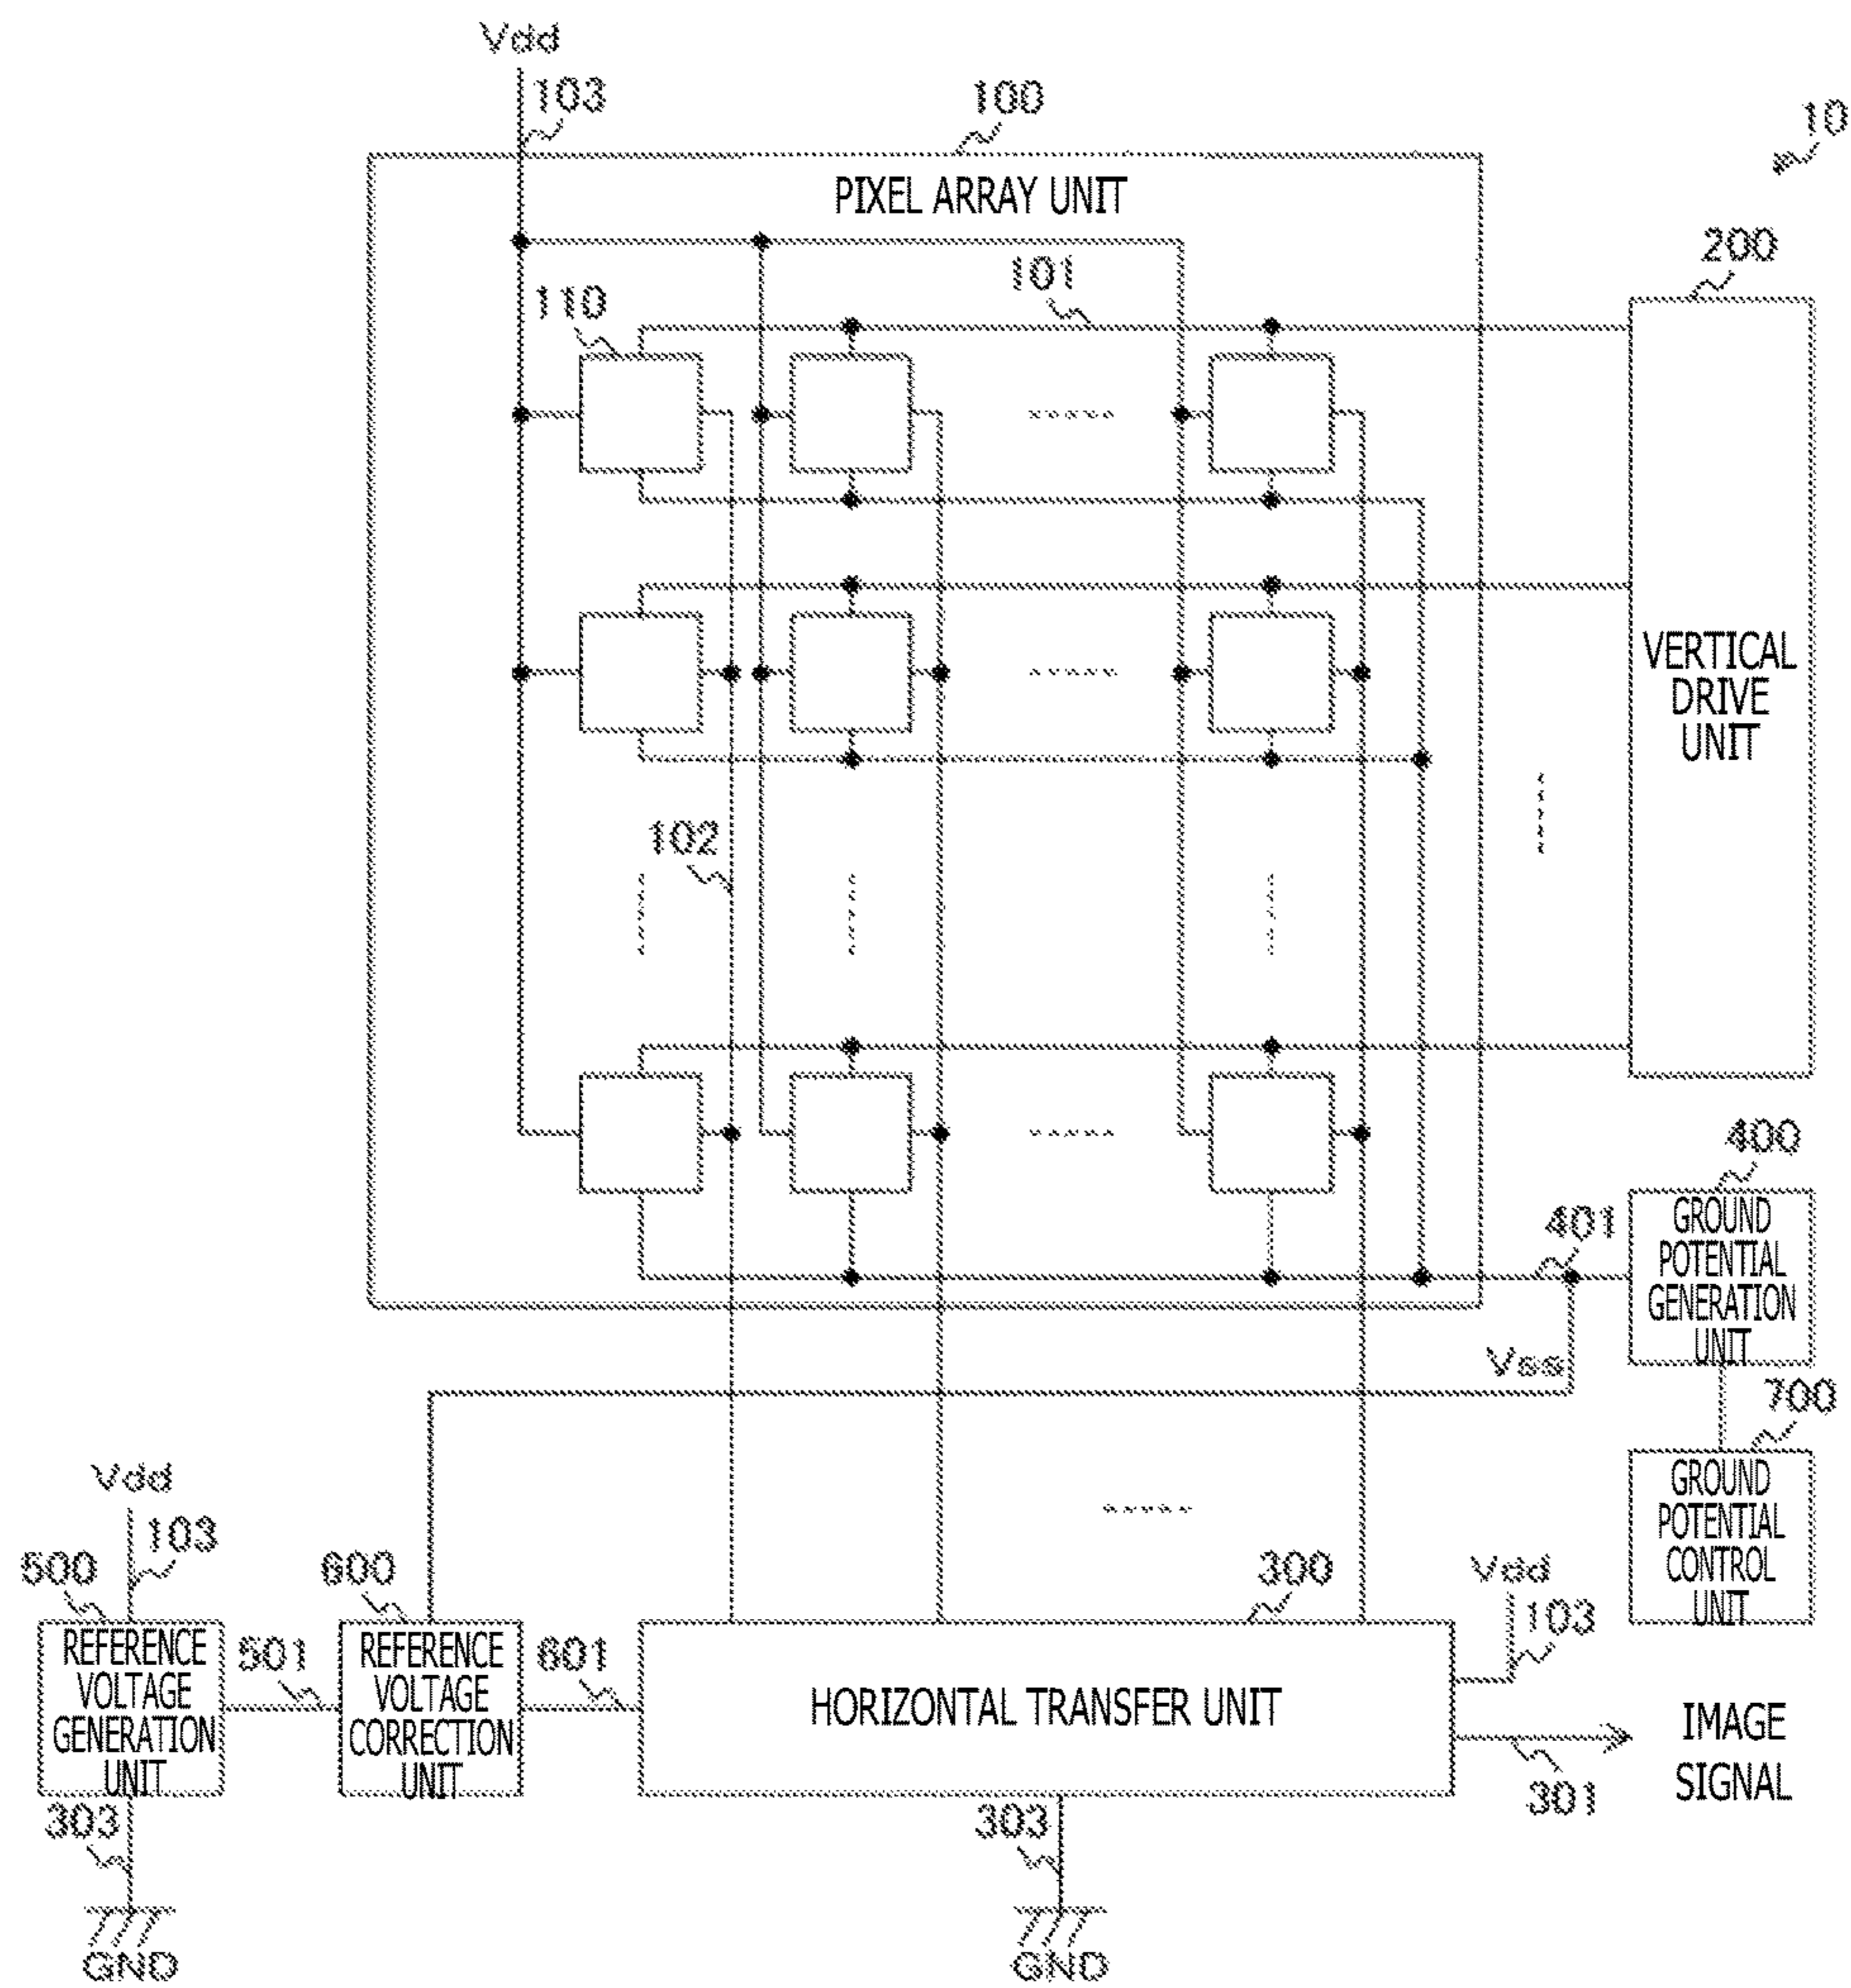 Vdd
103
100
10
PIXEL ARRAY UNIT
200
101
110
VERTICAL
DRIVE
UNIT
102
400
401
GROUND
POTENTIAL
GENERATION
UNIT
Vss
700
GROUND
POTENTIAL
CONTROL
UNIT
Vdd
103
500
600
300
Vdd
103
REFERENCE
VOLTAGE
GENERATION
UNIT
501
REFERENCE
VOLTAGE
CORRECTION
UNIT
601
HORIZONTAL TRANSFER UNIT
IMAGE
SIGNAL
301
303
303
GND
GND